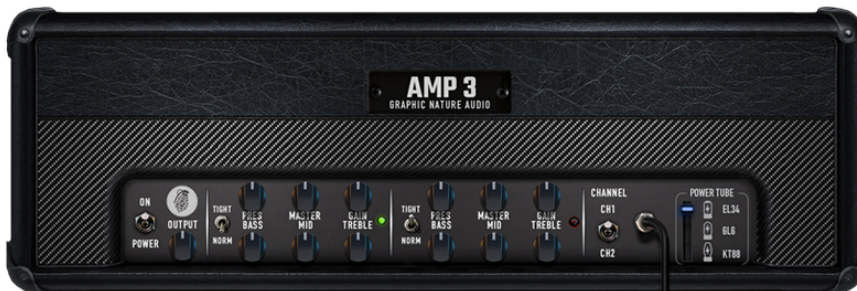 AMP 3
GRAPHIC NATURE AUDIO
ON
POWER
OUTPUT
TIGHT
NORM
PRES
BASS
MASTER
MID
GAIN
TREBLE
TIGHT
NORM
PRES
BASS
MASTER
MID
GAIN
TREBLE
CHANNEL
CH1
CH2
POWER TUBE
EL34
6L6
KT88